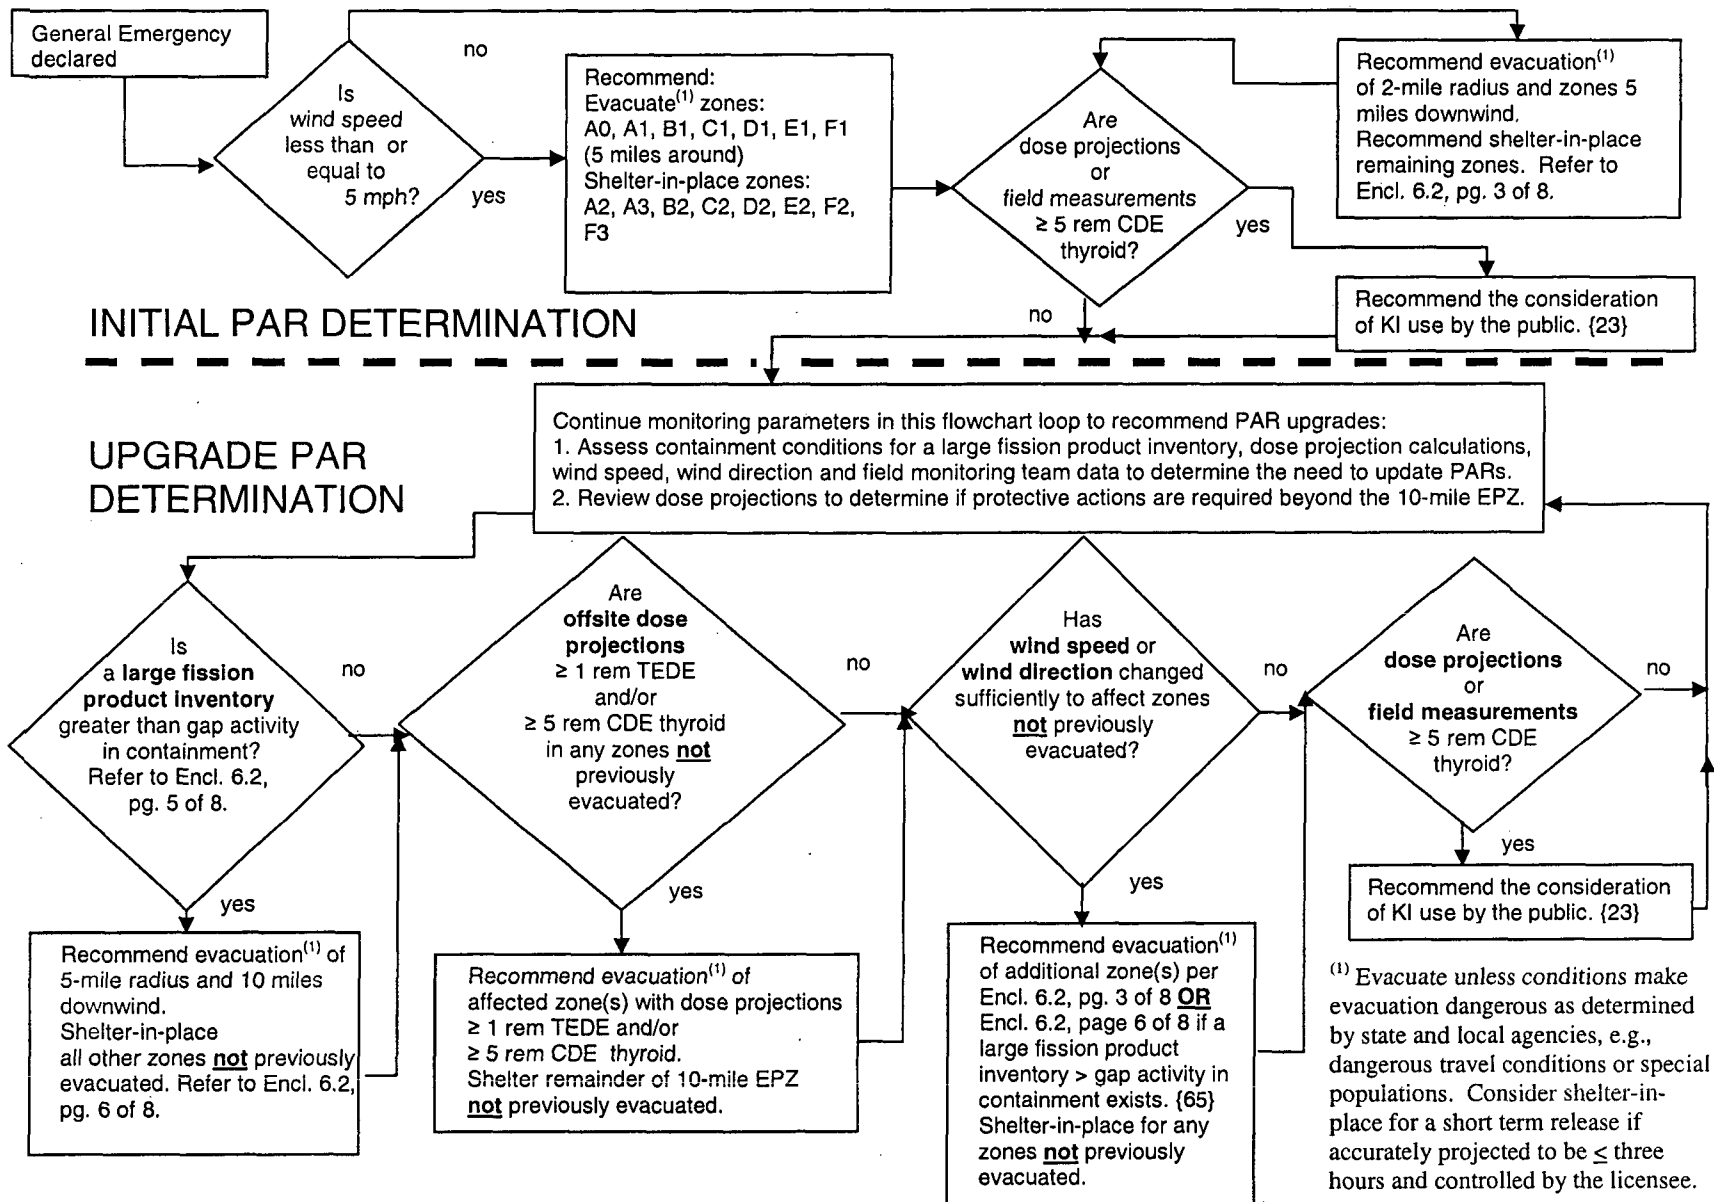 General Emergency
declared
Is
wind speed
less than or
equal to
5 mph?
no
yes
Recommend:
Evacuate(1) zones:
A0, A1, B1, C1, D1, E1, F1
(5 miles around)
Shelter-in-place zones:
A2, A3, B2, C2, D2, E2, F2,
F3
Are
dose projections
or
field measurements
≥ 5 rem CDE
thyroid?
yes
no
Recommend evacuation(1)
of 2-mile radius and zones 5
miles downwind.
Recommend shelter-in-place
remaining zones. Refer to
Encl. 6.2, pg. 3 of 8.
Recommend the consideration
of KI use by the public. {23}
INITIAL PAR DETERMINATION
UPGRADE PAR
DETERMINATION
Continue monitoring parameters in this flowchart loop to recommend PAR upgrades:
1. Assess containment conditions for a large fission product inventory, dose projection calculations,
wind speed, wind direction and field monitoring team data to determine the need to update PARs.
2. Review dose projections to determine if protective actions are required beyond the 10-mile EPZ.
Is
a large fission
product inventory
greater than gap activity
in containment?
Refer to Encl. 6.2,
pg. 5 of 8.
no
yes
Recommend evacuation(1) of
5-mile radius and 10 miles
downwind.
Shelter-in-place
all other zones not previously
evacuated. Refer to Encl. 6.2,
pg. 6 of 8.
Are
offsite dose
projections
≥ 1 rem TEDE
and/or
≥ 5 rem CDE thyroid
in any zones not
previously
evacuated?
no
yes
Recommend evacuation(1) of
affected zone(s) with dose projections
≥ 1 rem TEDE and/or
≥ 5 rem CDE thyroid.
Shelter remainder of 10-mile EPZ
not previously evacuated.
Has
wind speed or
wind direction changed
sufficiently to affect zones
not previously
evacuated?
no
yes
Recommend evacuation(1)
of additional zone(s) per
Encl. 6.2, pg. 3 of 8 OR
Encl. 6.2, page 6 of 8 if a
large fission product
inventory > gap activity in
containment exists. {65}
Shelter-in-place for any
zones not previously
evacuated.
Are
dose projections
or
field measurements
≥ 5 rem CDE
thyroid?
no
yes
Recommend the consideration
of KI use by the public. {23}
(1) Evacuate unless conditions make
evacuation dangerous as determined
by state and local agencies, e.g.,
dangerous travel conditions or special
populations. Consider shelter-in-
place for a short term release if
accurately projected to be ≤ three
hours and controlled by the licensee.